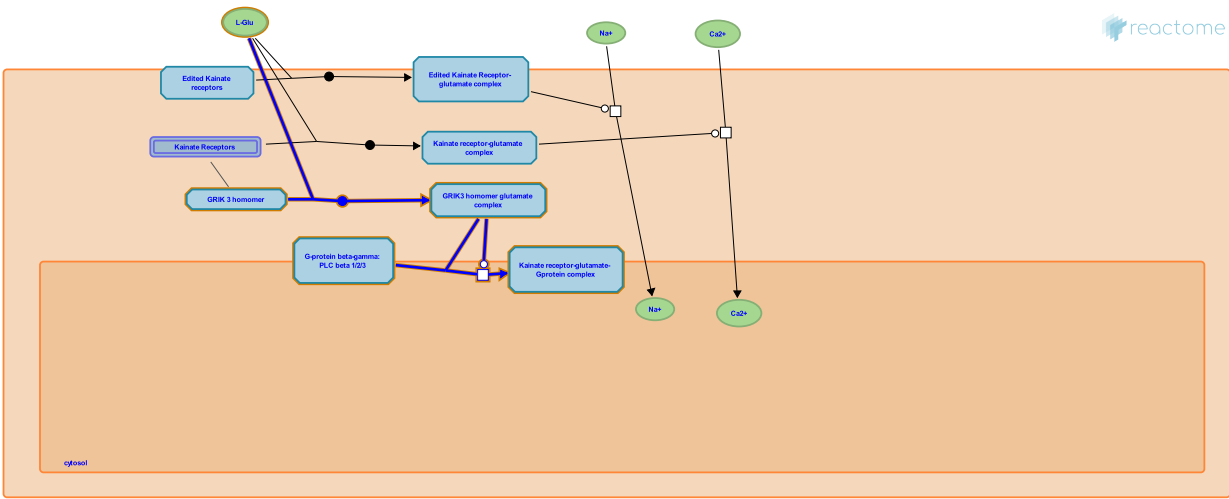 L-Glu
Na+
Ca2+
reactome
Edited Kainate
receptors
Edited Kainate Receptor-
glutamate complex
Kainate Receptors
Kainate receptor-glutamate
complex
GRIK 3 homomer
GRIK3 homomer glutamate
complex
G-protein beta-gamma:
PLC beta 1/2/3
Kainate receptor-glutamate-
Gprotein complex
Na+
Ca2+
cytosol